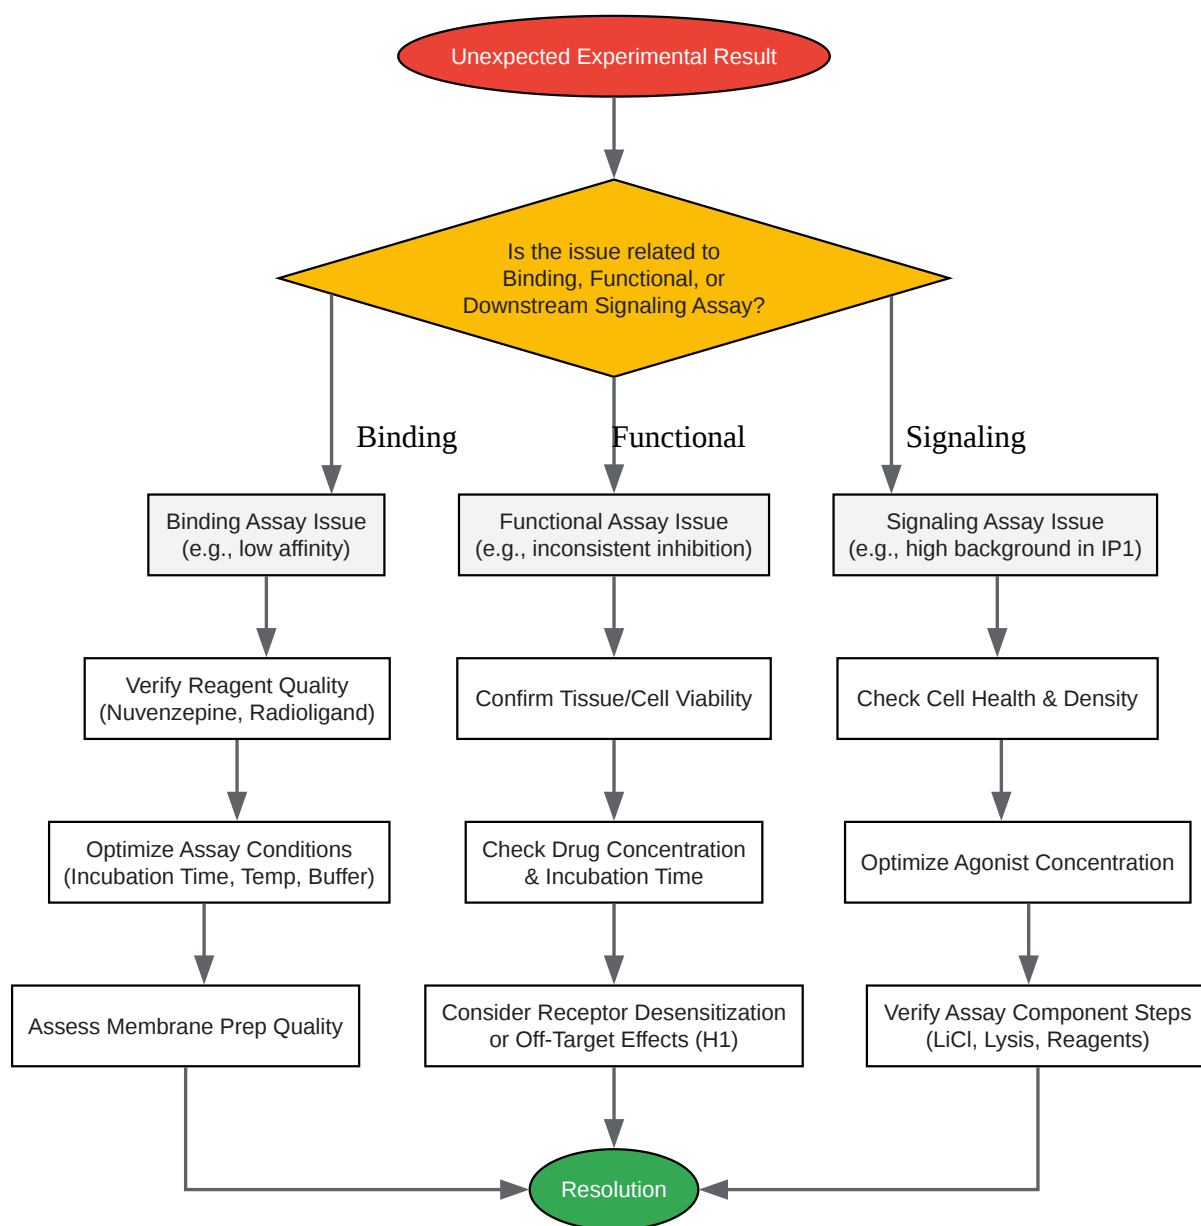 Unexpected Experimental Result
Is the issue related to
Binding, Functional, or
Downstream Signaling Assay?
Binding
Functional
Signaling
Binding Assay Issue
(e.g., low affinity)
Functional Assay Issue
(e.g., inconsistent inhibition)
Signaling Assay Issue
(e.g., high background in IP1)
Verify Reagent Quality
(Nuvenzepine, Radioligand)
Confirm Tissue/Cell Viability
Check Cell Health & Density
Optimize Assay Conditions
(Incubation Time, Temp, Buffer)
Check Drug Concentration
& Incubation Time
Optimize Agonist Concentration
Assess Membrane Prep Quality
Consider Receptor Desensitization
or Off-Target Effects (H1)
Verify Assay Component Steps
(LiCl, Lysis, Reagents)
Resolution